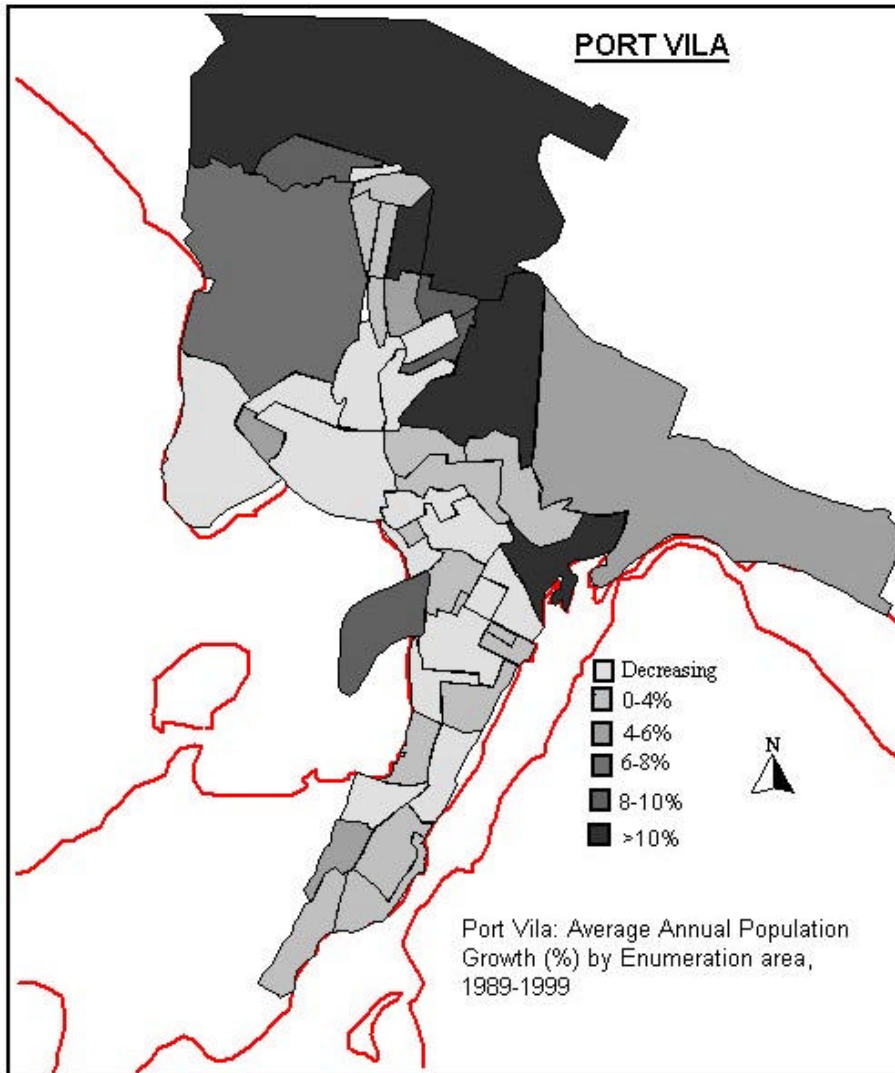 PORT VILA
Decreasing
0-4%
4-6%
6-8%
8-10%
>10%
N
Port Vila: Average Annual Population
Growth (%) by Enumeration area,
1989-1999